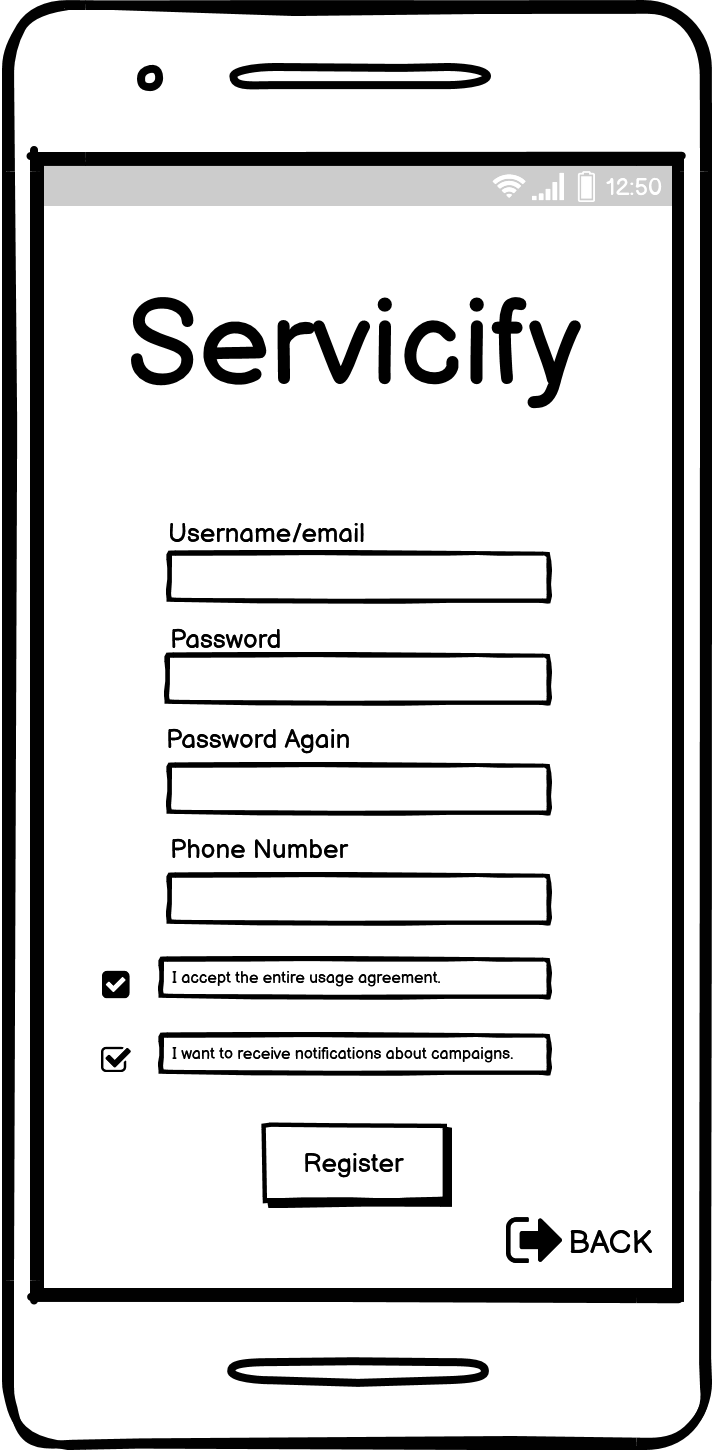 12:50
Servicify
Username/email
Password
Password Again
Phone Number
I accept the entire usage agreement.
I want to receive notifications about campaigns.
Register
BACK